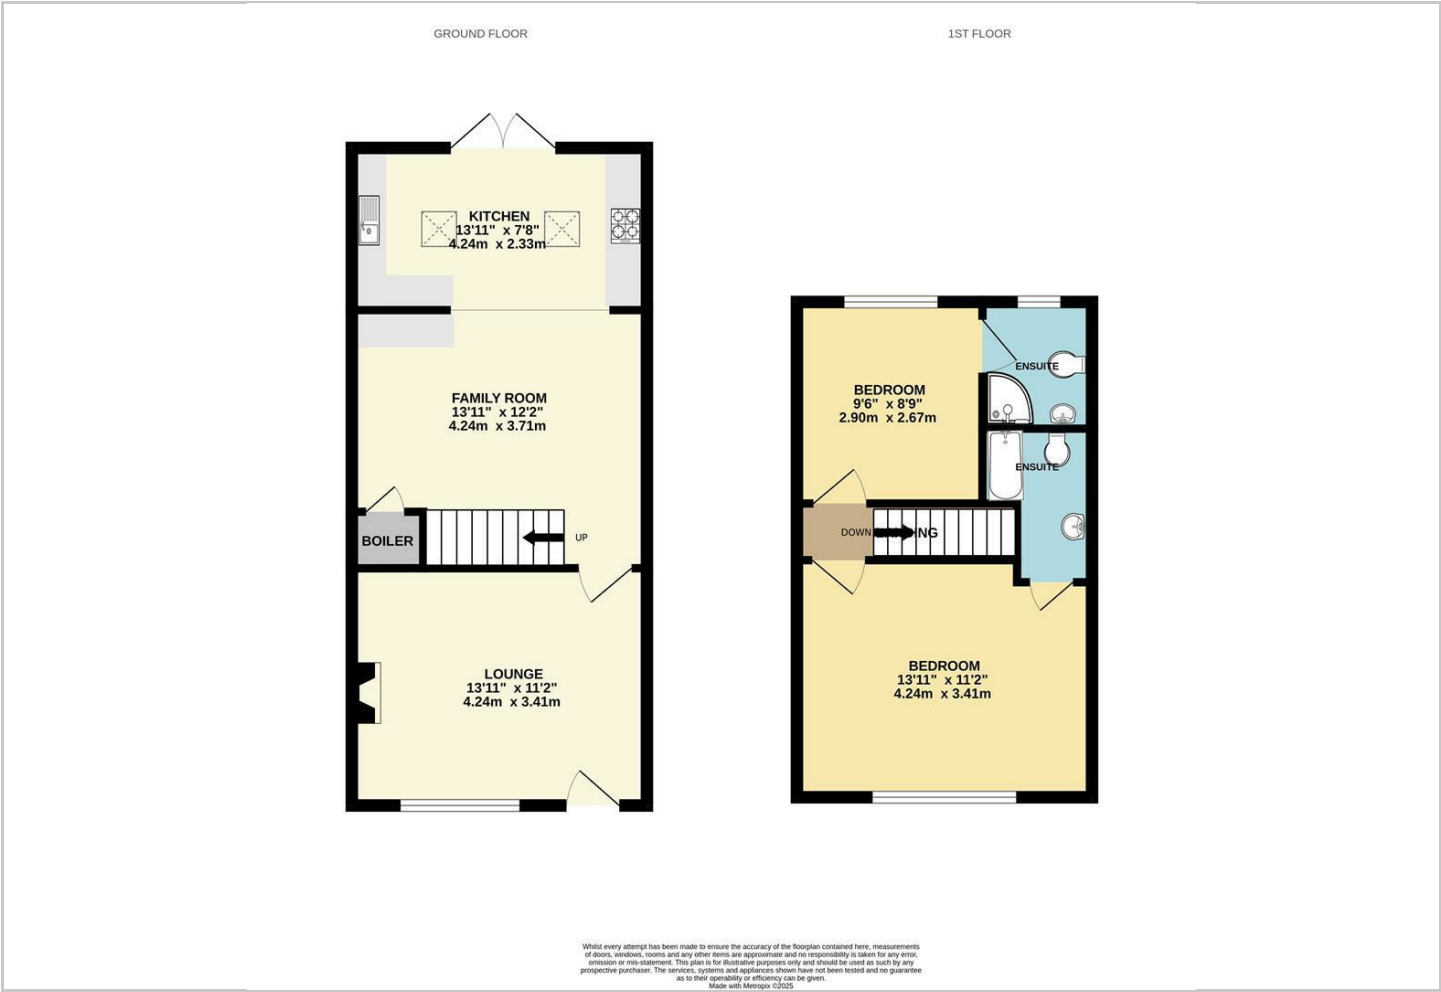 GROUND FLOOR
1ST FLOOR
KITCHEN
13'11" x 7'8"
4.24m x 2.33m
FAMILY ROOM
13'11" x 12'2"
4.24m x 3.71m
BOILER
UP
LOUNGE
13'11" x 11'2"
4.24m x 3.41m
BEDROOM
9'6" x 8'9"
2.90m x 2.67m
ENSUITE
ENSUITE
DOWN
BEDROOM
13'11" x 11'2"
4.24m x 3.41m
Whilst every attempt has been made to ensure the accuracy of the floorplan contained here, measurements
of doors, windows, rooms and any other items are approximate and no responsibility is taken for any error,
omission or mis-statement. This plan is for illustrative purposes only and should be used as such by any
prospective purchaser. The services, systems and appliances shown have not been tested and no guarantee
as to their operability or efficiency can be given.
Made with Metropix ©2025